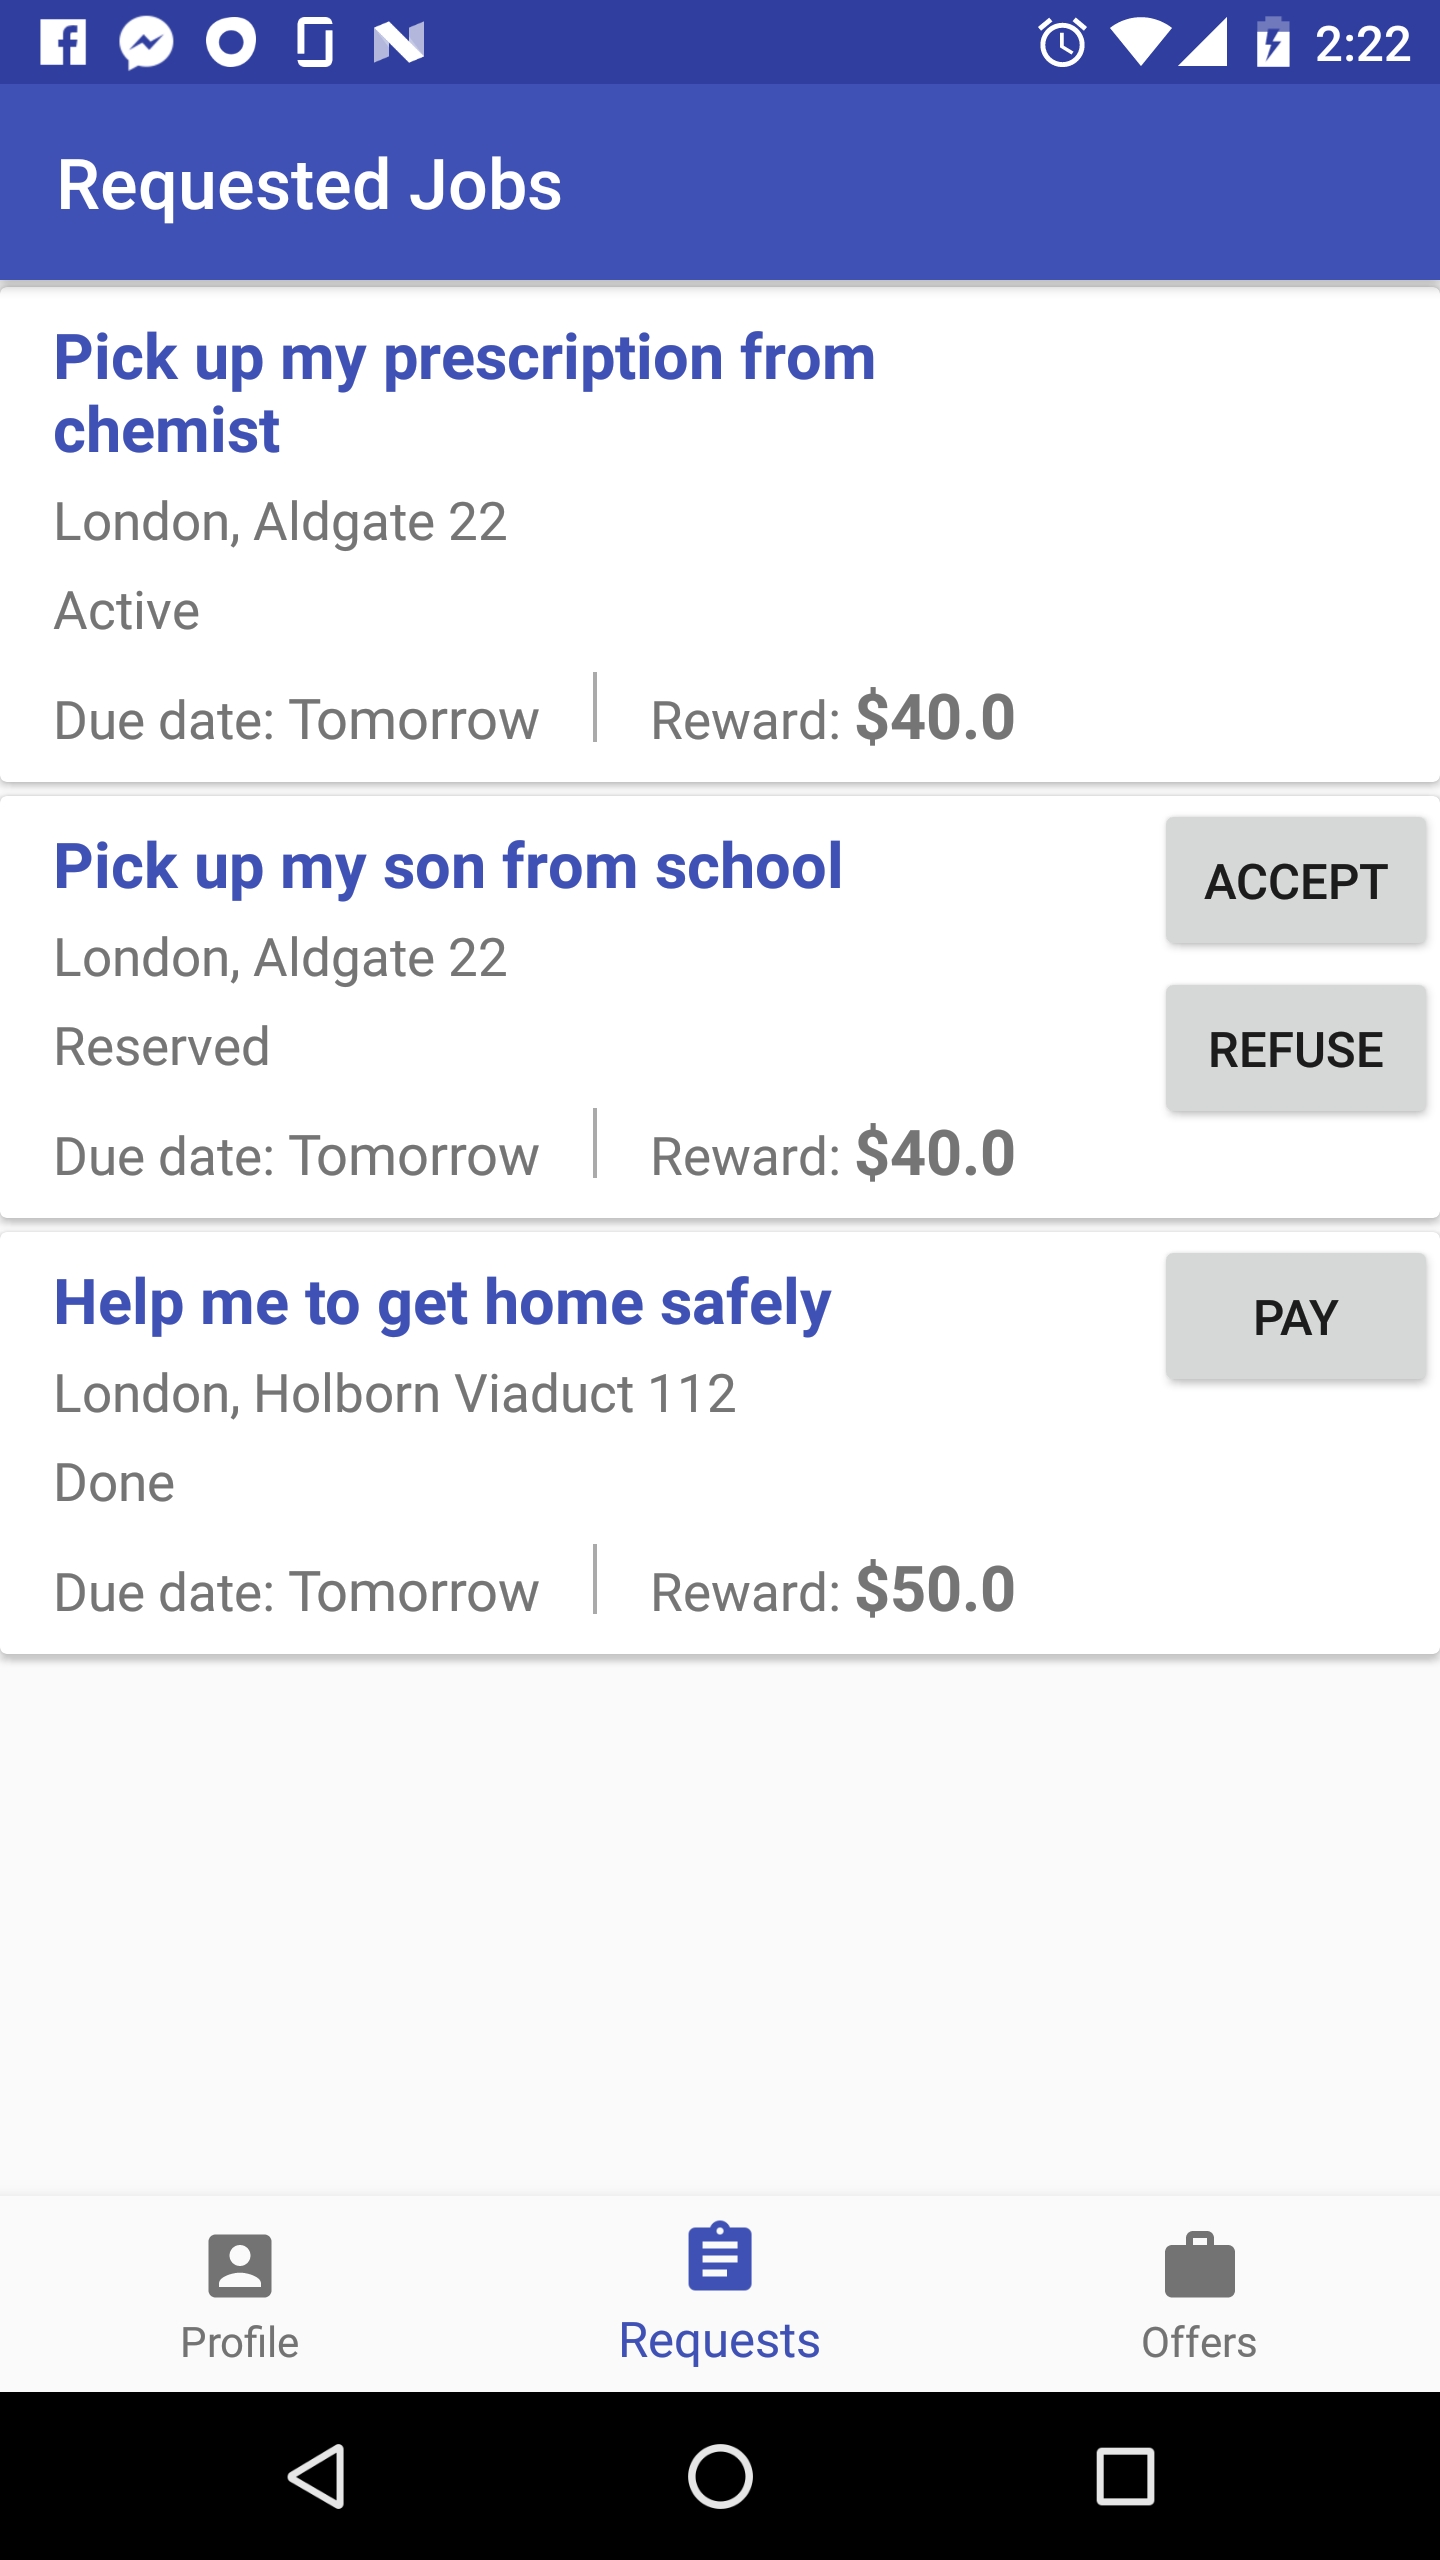 2:22
Requested Jobs
Pick up my prescription from
chemist
London, Aldgate 22
Active
Due date: Tomorrow
Reward: $40.0
Pick up my son from school
ACCEPT
London, Aldgate 22
REFUSE
Reserved
Due date: Tomorrow
Reward: $40.0
Help me to get home safely
PAY
London, Holborn Viaduct 112
Done
Due date: Tomorrow
Reward: $50.0
Profile
Requests
Offers